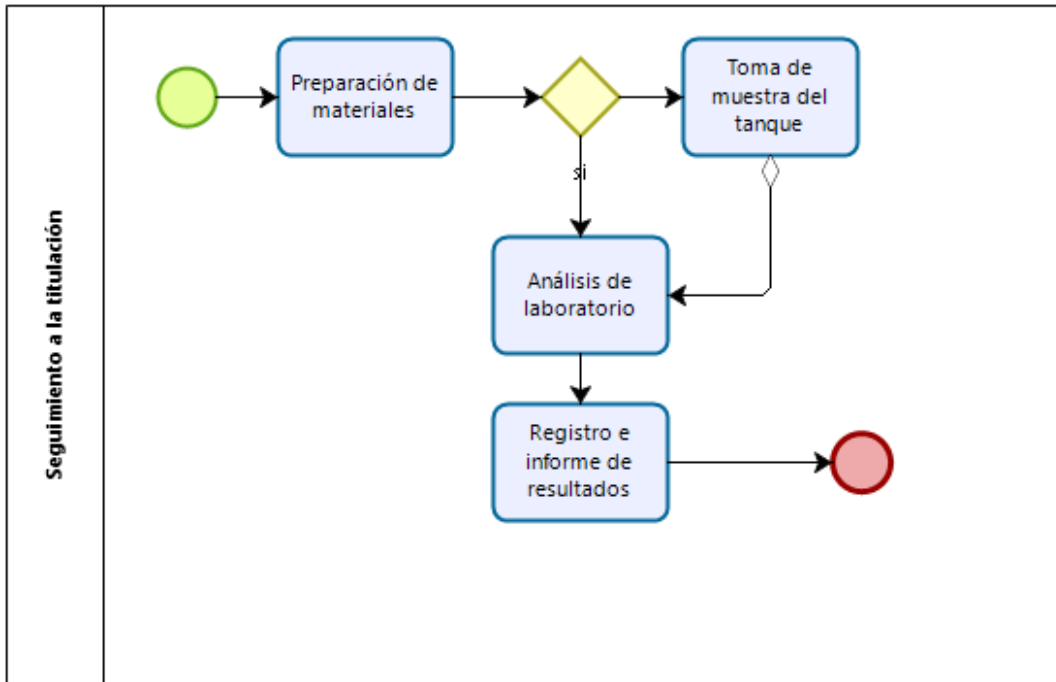 Seguimiento a la titulación
Preparación de
materiales
Toma de
muestra del
tanque
si
Análisis de
laboratorio
Registro e
informe de
resultados